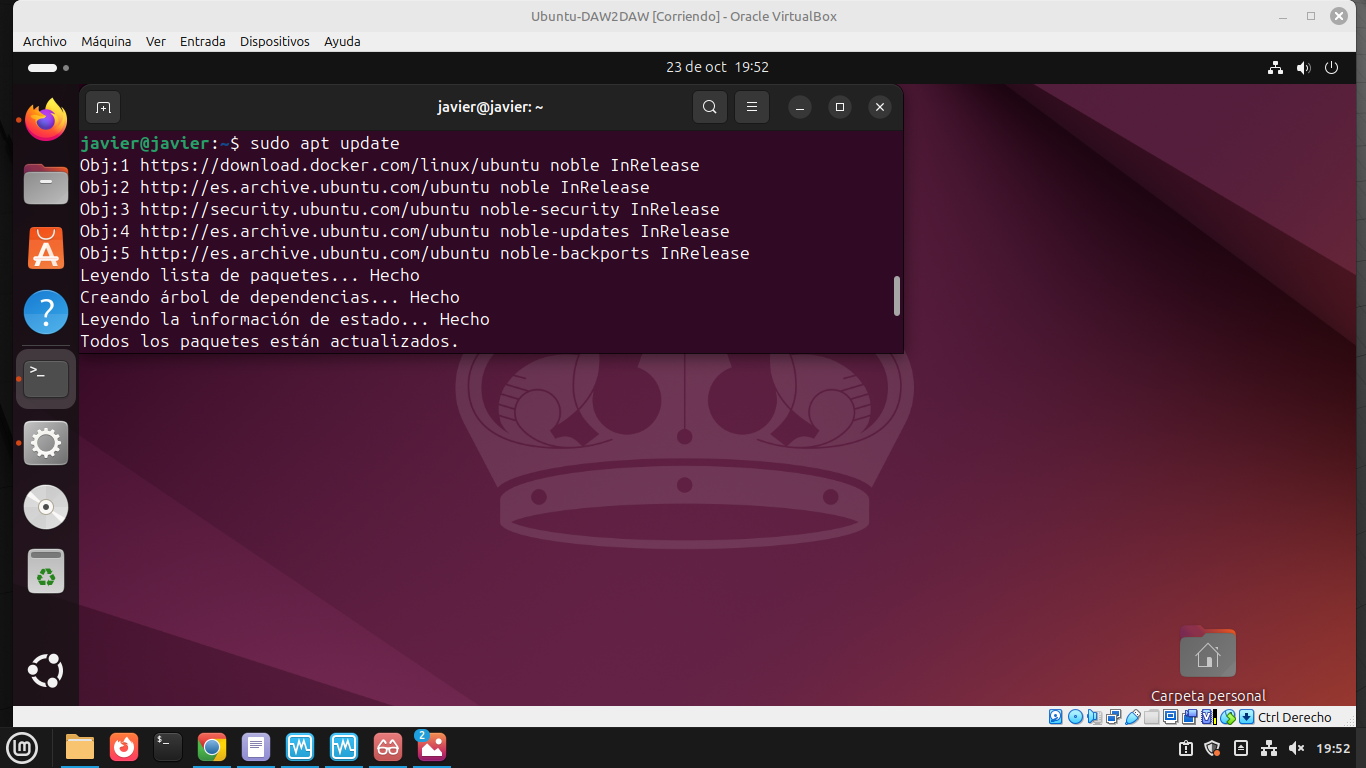 Ubuntu-DAW2DAW [Corriendo] - Oracle VirtualBox
Archivo Máquina Ver Entrada Dispositivos Ayuda
23 de oct 19:52
javier@javier: ~
javier@javier:~$ sudo apt update
Obj:1 https://download.docker.com/linux/ubuntu noble InRelease
Obj:2 http://es.archive.ubuntu.com/ubuntu noble InRelease
Obj:3 http://security.ubuntu.com/ubuntu noble-security InRelease
Obj:4 http://es.archive.ubuntu.com/ubuntu noble-updates InRelease
Obj:5 http://es.archive.ubuntu.com/ubuntu noble-backports InRelease
Leyendo lista de paquetes... Hecho
Creando árbol de dependencias... Hecho
Leyendo la información de estado... Hecho
Todos los paquetes están actualizados.
Carpeta personal
Ctrl Derecho
2
19:52